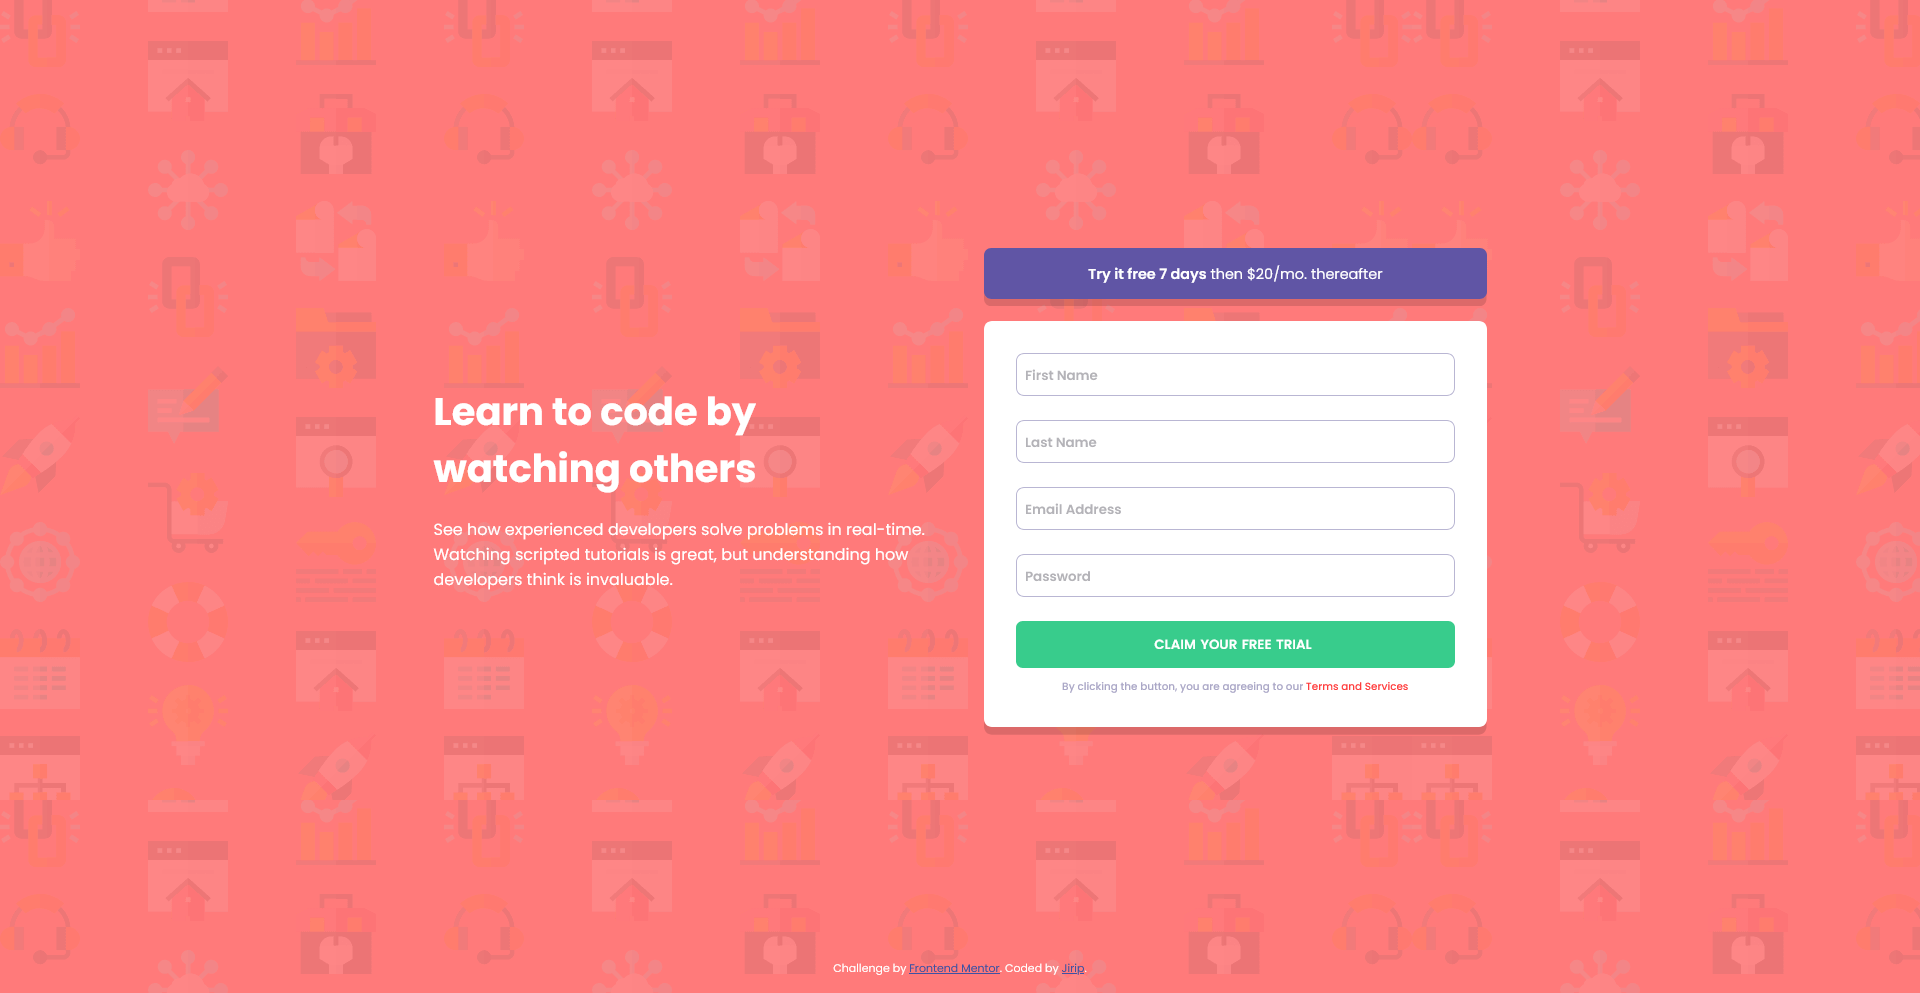 Learn to code by
watching others
See how experienced developers solve problems in real-time.
Watching scripted tutorials is great, but understanding how
developers think is invaluable.
Try it free 7 days then $20/mo. thereafter
First Name
Last Name
Email Address
Password
CLAIM YOUR FREE TRIAL
By clicking the button, you are agreeing to our Terms and Services
Challenge by Frontend Mentor. Coded by Jirip.